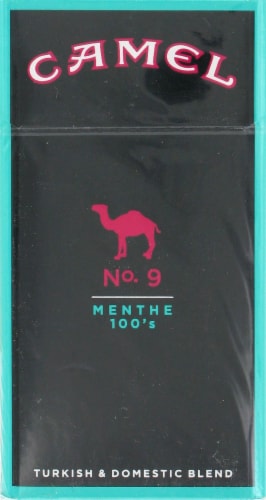 CAMEL
No. 9
MENTHE
100's
TURKISH & DOMESTIC BLEND